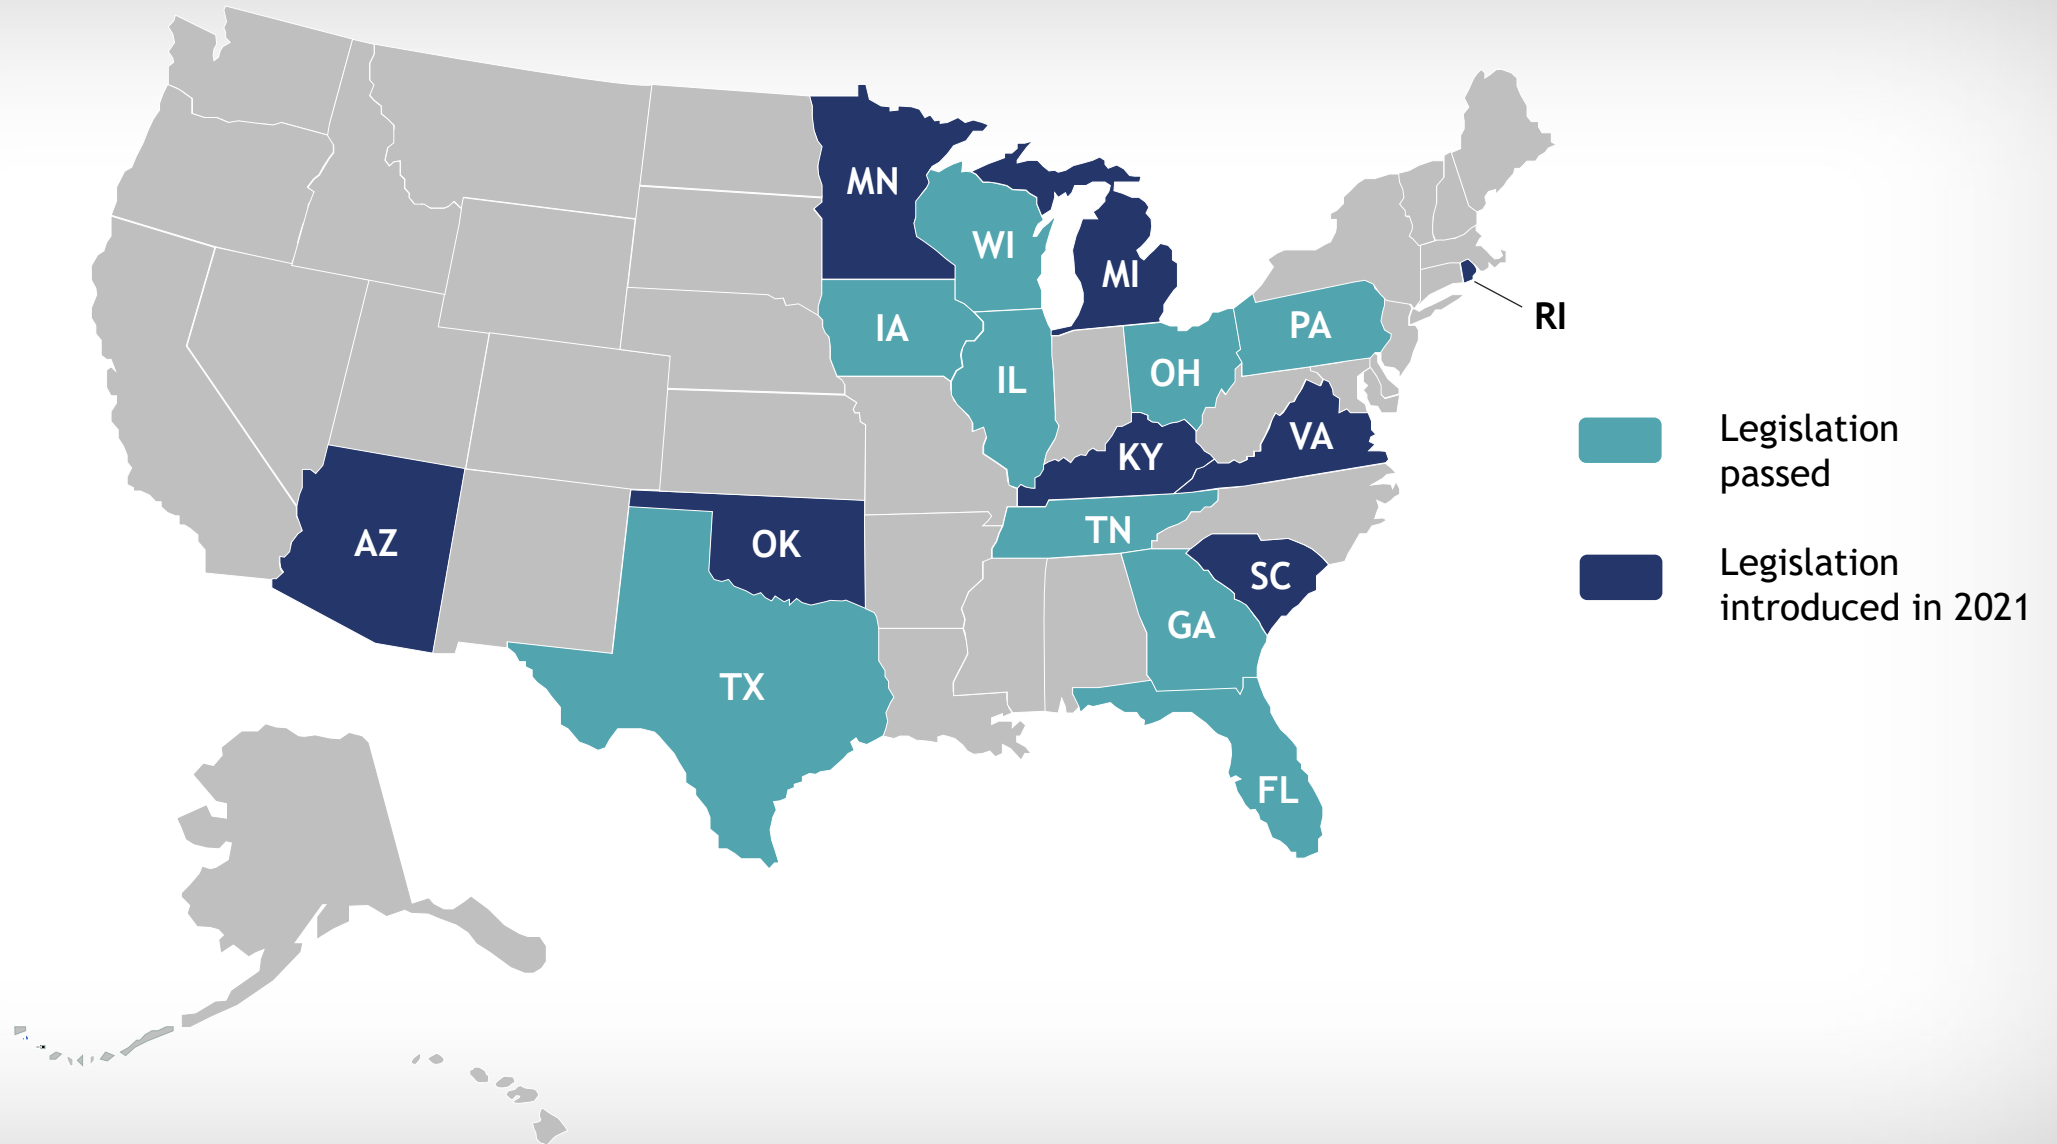 MN
WI
MI
RI
PA
IA
OH
IL
VA
KY
TN
AZ
OK
SC
GA
TX
FL
Legislation
passed
Legislation
introduced in 2021